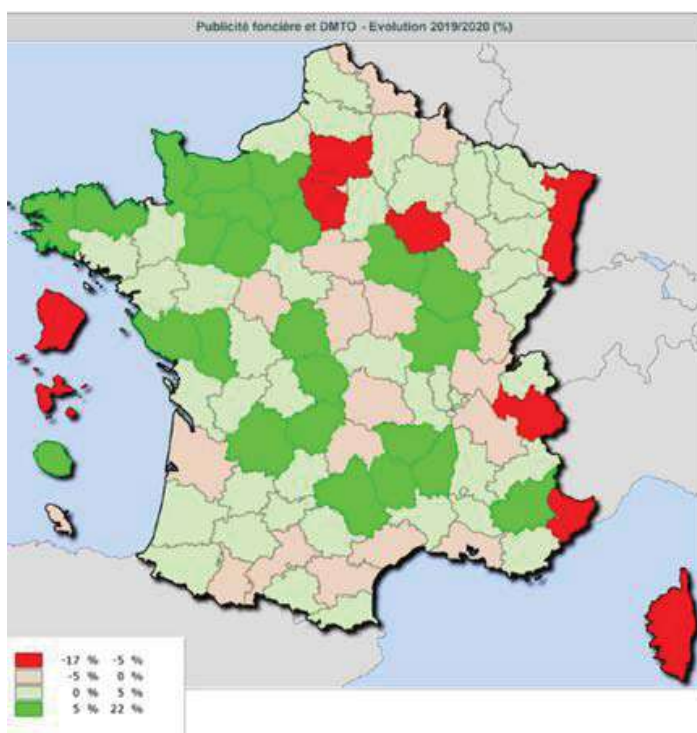 Publicité foncière et DMTO - Evolution 2019/2020 (%)
-17 % -5 %
-5 % 0 %
0 % 5 %
5 % 22 %